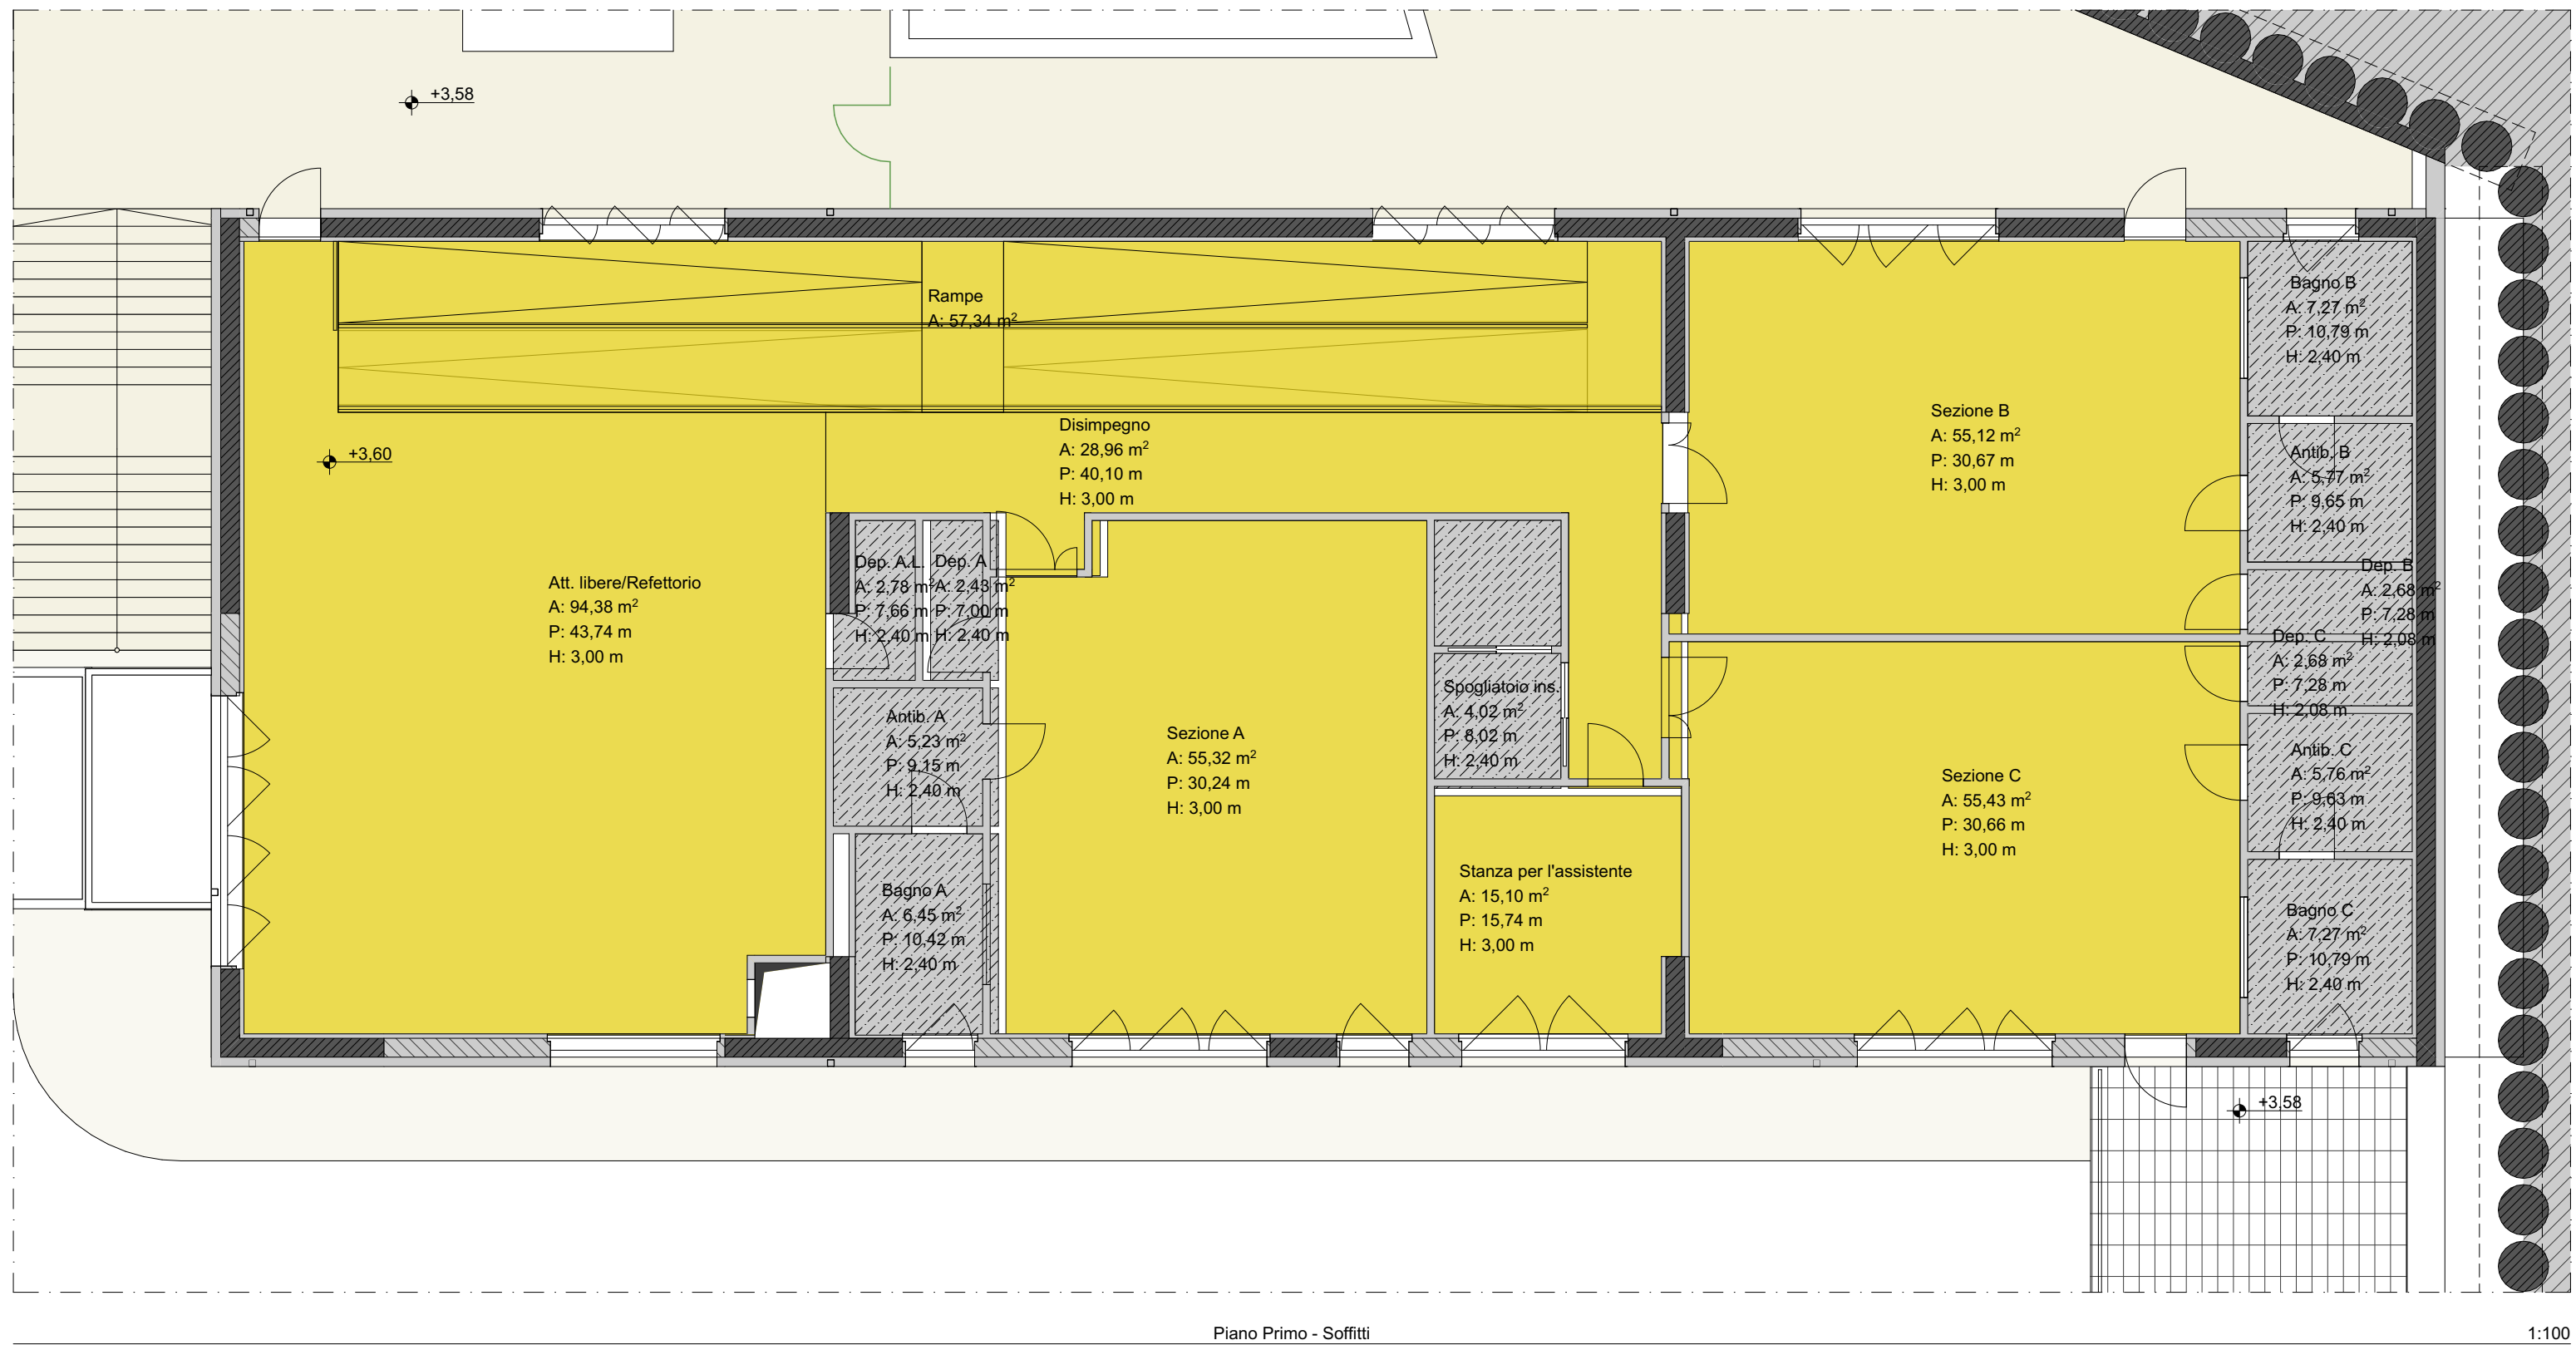 +3,58
Rampe
A: 57,34 m²
Bagno B
A: 7,27 m²
P: 10,79 m
H: 2,40 m
Disimpegno
A: 28,96 m²
P: 40,10 m
H: 3,00 m
Sezione B
A: 55,12 m²
P: 30,67 m
H: 3,00 m
+3,60
Antib. B
A: 5,77 m²
P: 9,65 m
H: 2,40 m
Att. libere/Refettorio
A: 94,38 m²
P: 43,74 m
H: 3,00 m
Dep. A.L.
A: 2,78 m²
P: 7,66 m
H: 2,40 m
Dep. A
A: 2,43 m²
P: 7,00 m
H: 2,40 m
Dep. B
A: 2,68 m²
P: 7,28 m
H: 2,08 m
Dep. C
A: 2,68 m²
P: 7,28 m
H: 2,08 m
Spogliatoio ins.
A: 4,02 m²
P: 8,02 m
H: 2,40 m
Antib. A
A: 5,23 m²
P: 9,15 m
H: 2,40 m
Sezione A
A: 55,32 m²
P: 30,24 m
H: 3,00 m
Sezione C
A: 55,43 m²
P: 30,66 m
H: 3,00 m
Antib. C
A: 5,76 m²
P: 9,63 m
H: 2,40 m
Bagno A
A: 6,45 m²
P: 10,42 m
H: 2,40 m
Stanza per l'assistente
A: 15,10 m²
P: 15,74 m
H: 3,00 m
Bagno C
A: 7,27 m²
P: 10,79 m
H: 2,40 m
+3,58
Piano Primo - Soffitti
1:100